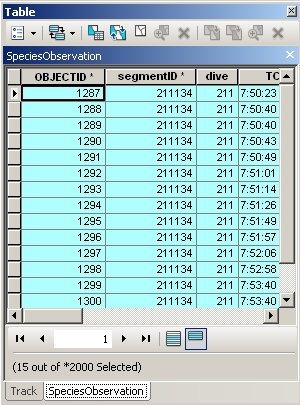 Table
SpeciesObservation
OBJECTID * segmentID * dive TC
1287 211134 211 7:50:23
1288 211134 211 7:50:40
1289 211134 211 7:50:40
1290 211134 211 7:50:43
1291 211134 211 7:50:49
1292 211134 211 7:51:01
1293 211134 211 7:51:14
1294 211134 211 7:51:26
1295 211134 211 7:51:49
1296 211134 211 7:51:57
1297 211134 211 7:52:06
1298 211134 211 7:52:58
1299 211134 211 7:53:40
1300 211134 211 7:53:40
1
(15 out of *2000 Selected)
Track SpeciesObservation